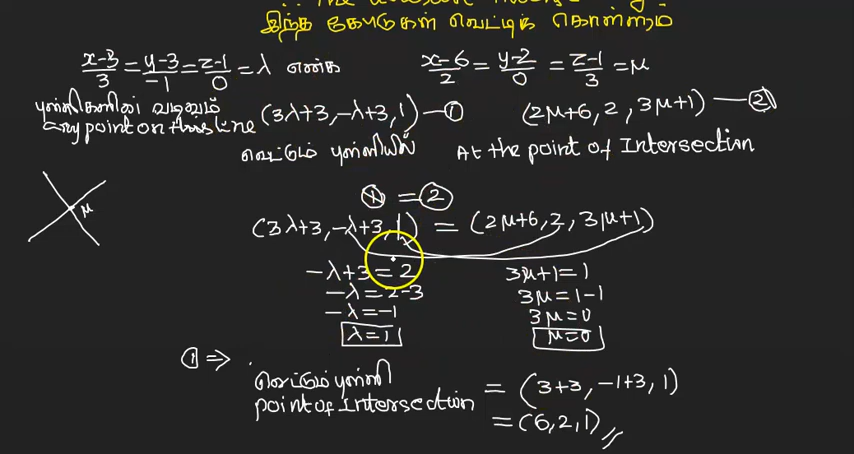 இந்த கோடுகள் வெட்டிக் கொள்ளும்
x-3/3 = y-3/-1 = z-1/0 = λ என்க
x-6/2 = y-2/0 = z-1/3 = μ
புள்ளிகளின் வடிவம்
any point on this line (3λ+3, -λ+3, 1) — ①
(2μ+6, 2, 3μ+1) — ②
வெட்டும் புள்ளியில் At the point of Intersection
① = ②
μ
(3λ+3, -λ+3, 1) = (2μ+6, 2, 3μ+1)
-λ+3 = 2
-λ = 2-3
-λ = -1
λ = 1
3μ+1 = 1
3μ = 1-1
3μ = 0
μ = 0
① ⇒
வெட்டும் புள்ளி
point of Intersection = (3+3, -1+3, 1)
= (6, 2, 1) //